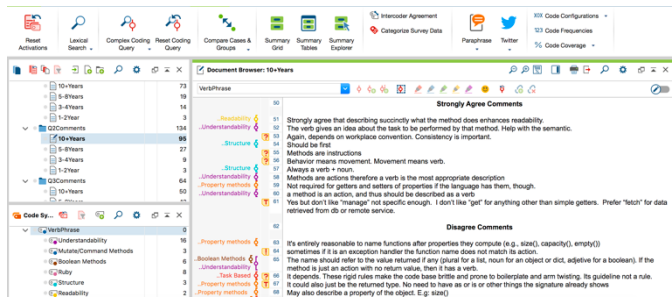 Reset Activations
Lexical Search
Complex Coding Query
Reset Coding Query
Compare Cases & Groups
Summary Grid
Summary Tables
Summary Explorer
Intercoder Agreement
Categorize Survey Data
Paraphrase
Twitter
Code Configurations
Code Frequencies
Code Coverage
10+Years 73
5-8Years 19
3-4Years 14
1-2Year 3
Q2Comments 134
10+Years 95
5-8Years 27
3-4Years 9
1-2Year 3
Q3Comments 64
10+Years 50
Code Sy...
VerbPhrase 0
Understandability 16
Mutate/Command Methods 3
Boolean Methods 6
Ruby 8
Structure 3
Readability 2
Document Browser: 10+Years
VerbPhrase
50 Strongly Agree Comments
..Readability 51 Strongly agree that describing succinctly what the method does enhances readability.
..Understandability 52 The verb gives an idea about the task to be performed by that method. Help with the semantic.
53 Again, depends on workplace convention. Consistency is important.
..Structure 54 Should be first
55 Methods are instructions
56 Behavior means movement. Movement means verb.
..Structure 57 Always a verb + noun.
..Understandability 58 Methods are actions therefore a verb is the most appropriate description
..Property methods 59 Not required for getters and setters of properties if the language has them, though.
..Understandability 60 a method is an action, and thus should be described as a verb
61 Yes but don't like "manage" not specific enough. I don't like "get" for anything other than simple getters. Prefer "fetch" for data
retrieved from db or remote service.
62 Disagree Comments
..Property methods 63 It's entirely reasonable to name functions after properties they compute (e.g., size(), capacity(), empty())
64 sometimes if it is an exception handler the function name does not match its action.
..Boolean Methods 65 The name should refer to the value returned if any (plural for a list, noun for an object or dict, adjetive for a boolean). If the
..Understandability method is just an action with no return value, then it has a verb.
..Task Based 66 It depends. These rigid rules make the code brittle and prone to boilerplate and arm twisting. Its guideline not a rule.
..Property methods 67 It could also just be the returned type. No need to have as or is or other things the signature already shows
..Property methods 68 May also describe a property of the object. E.g: size()